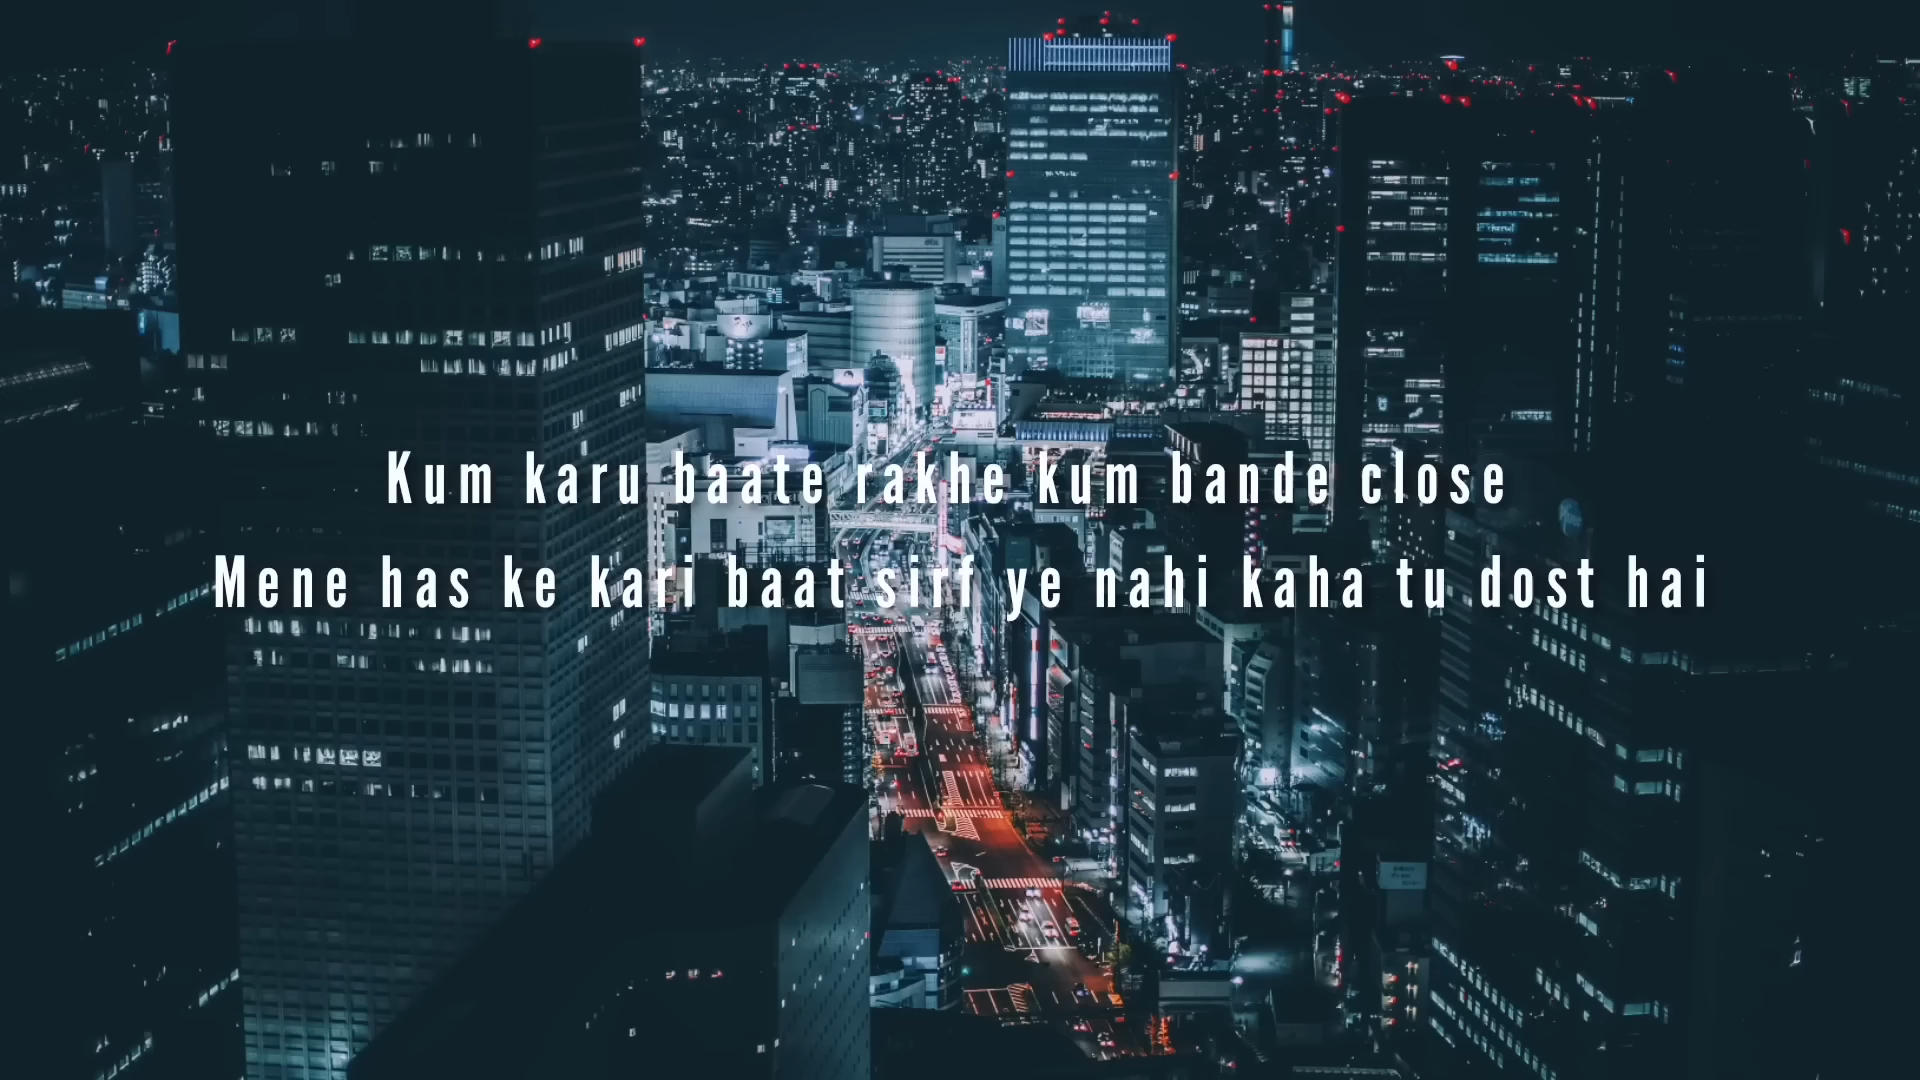 Kum karu baate rakhe kum bande close
Mene has ke kari baat sirf ye nahi kaha tu dost hai